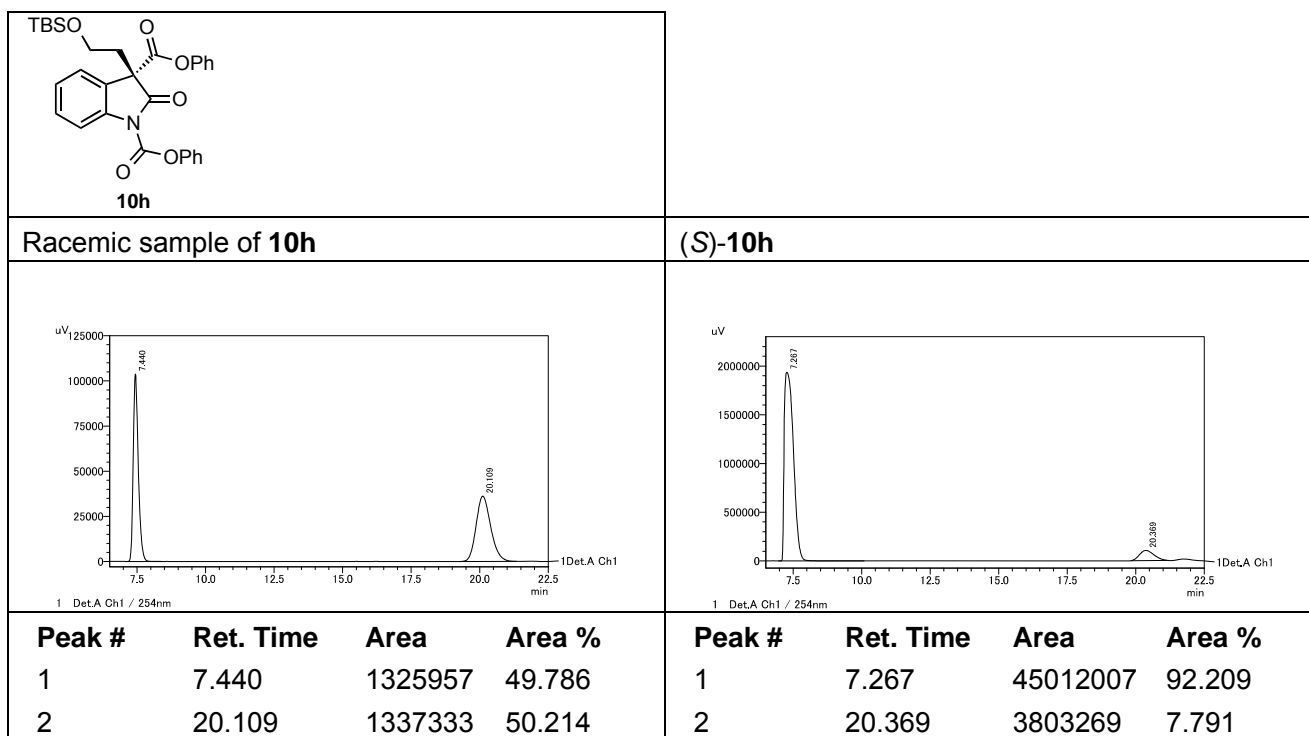 TBSO
O
OPh
O
N
OPh
O
10h
Racemic sample of 10h
(S)-10h
uV
125000
100000
75000
50000
25000
0
7.440
20.109
7.5 10.0 12.5 15.0 17.5 20.0 22.5
min
1Det.A Ch1
1 Det.A Ch1 / 254nm
uV
2000000
1500000
1000000
500000
0
7.267
20.369
7.5 10.0 12.5 15.0 17.5 20.0 22.5
min
1Det.A Ch1
1 Det.A Ch1 / 254nm
Peak # Ret. Time Area Area %
1 7.440 1325957 49.786
2 20.109 1337333 50.214
Peak # Ret. Time Area Area %
1 7.267 45012007 92.209
2 20.369 3803269 7.791